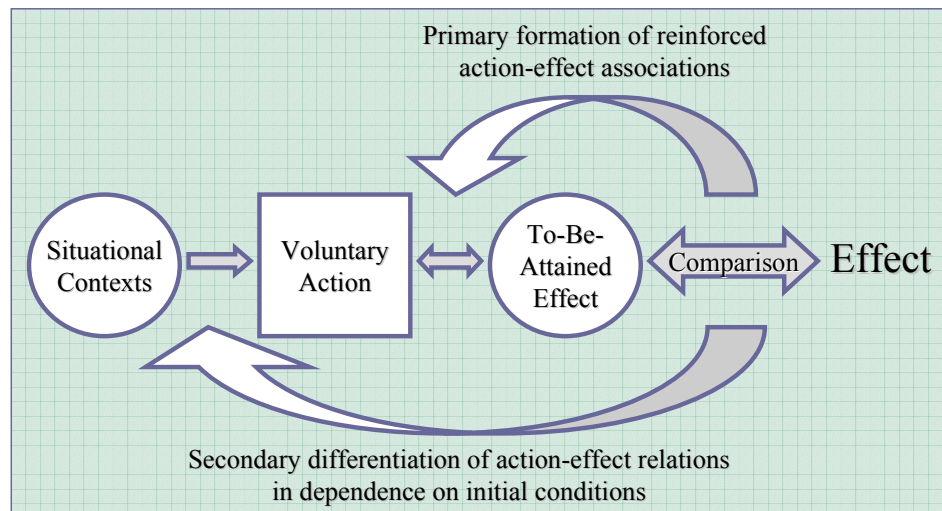 Primary formation of reinforced
action-effect associations
Situational
Contexts
Voluntary
Action
To-Be-
Attained
Effect
Comparison
Effect
Secondary differentiation of action-effect relations
in dependence on initial conditions